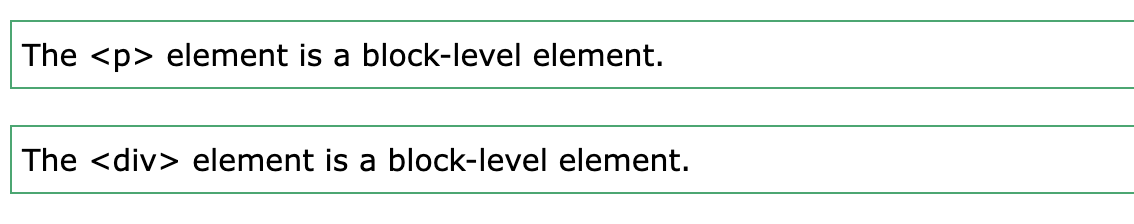 The <p> element is a block-level element.
The <div> element is a block-level element.